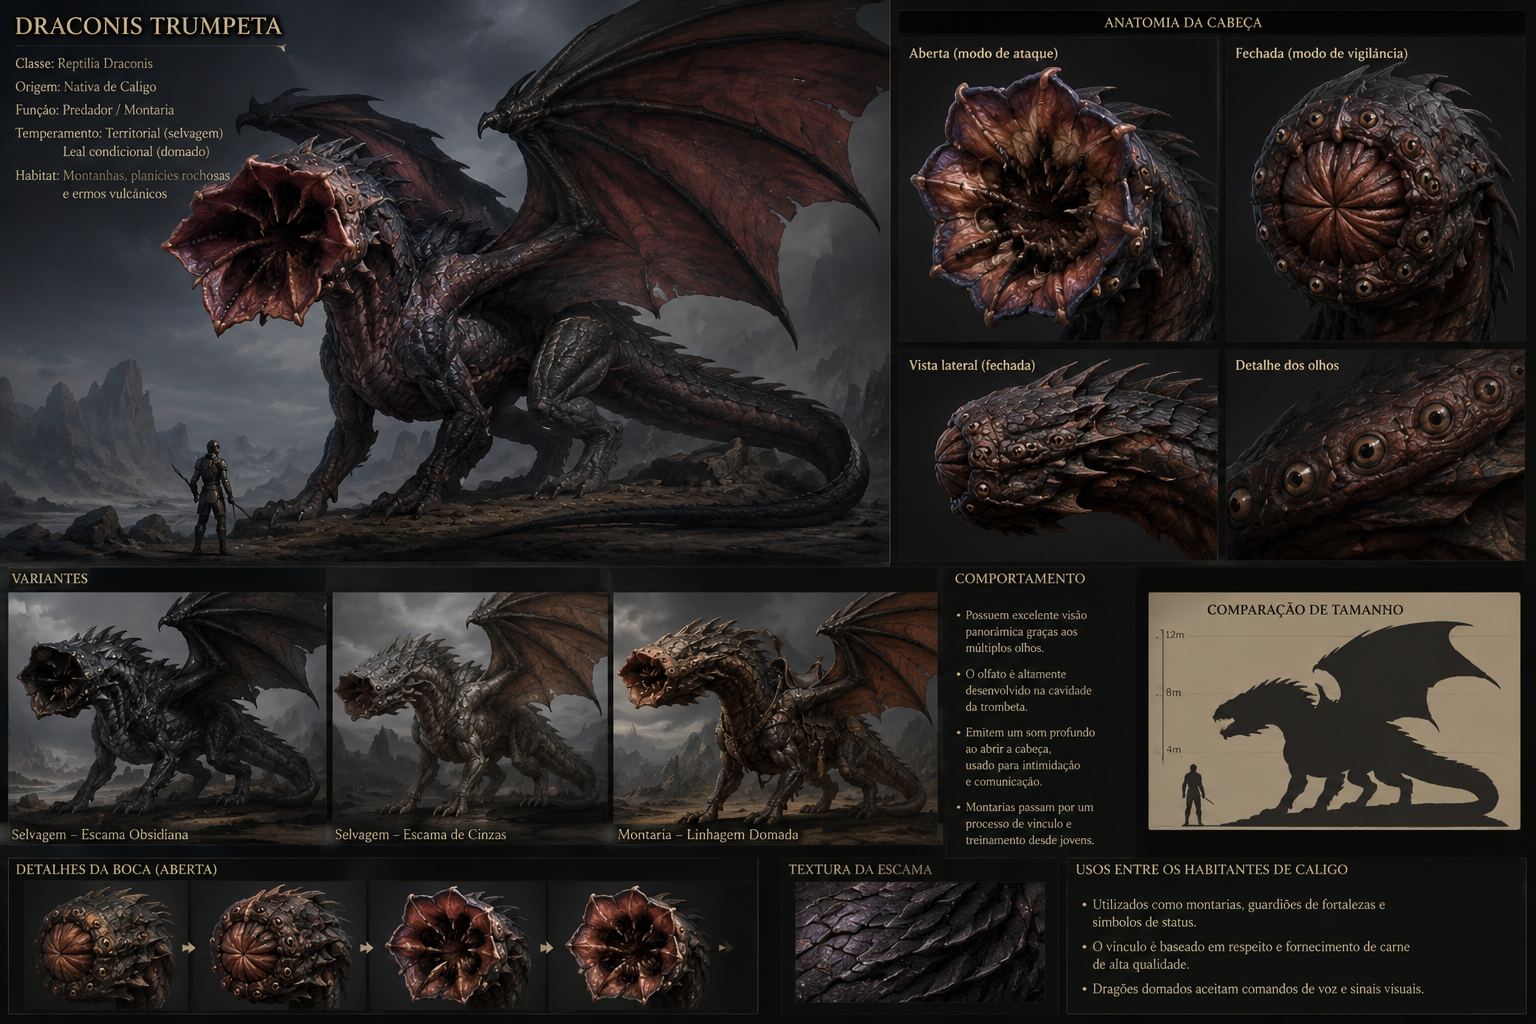 DRACONIS TRUMPETA
Classe: Reptilia Draconis
Origem: Nativa de Caligo
Função: Predador / Montaria
Temperamento: Territorial (selvagem)
Leal condicional (domado)
Habitat: Montanhas, planícies rochosas
e ermos vulcánicos
ANATOMIA DA CABEÇA
Aberta (modo de ataque)
Fechada (modo de vigiláncia)
Vista lateral (fechada)
Detalhe dos olhos
VARIANTES
Selvagem – Escama Obsidíana
Selvagem – Escama de Cinzas
Montaria – Linhagem Domada
COMPORTAMENTO
• Possuem excelente visão
panorâmica graças aos
múltiplos olhos.
• O olfato è altamente
desenvolvido na cavidade
da trombeta.
• Emitem um som profundo
ao abrir a cabeça,
usado para intimidação
e comunicação.
• Montarias passam por um
processo de vinculo e
treinamento desde jovens.
COMPARAÇÃO DE TAMANHO
12m
8m
4m
DETALHES DA BOCA (ABERTA)
TEXTURA DA ESCAMA
USOS ENTRE OS HABITANTES DE CALIGO
• Utilizados como montarias, guardiões de fortalezas e
simbolos de status.
• O vinculo è baseado em respeito e fornecimento de carne
de alta qualidade.
• Dragões domados aceitam comandos de voz e sinais visuais.